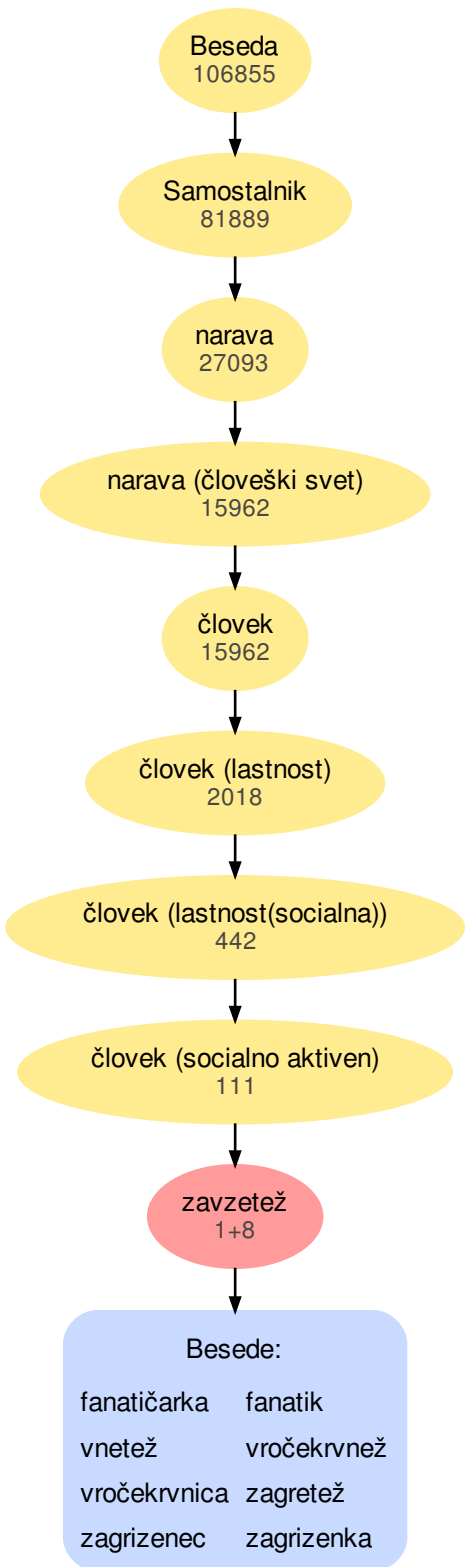 Beseda
106855
Samostalnik
81889
narava
27093
narava (človeški svet)
15962
človek
15962
človek (lastnost)
2018
človek (lastnost(socialna))
442
človek (socialno aktiven)
111
zavzetež
1+8
Besede:
fanatičarka fanatik
vnetež vročekrvnež
vročekrvnica zagretež
zagrizenec zagrizenka